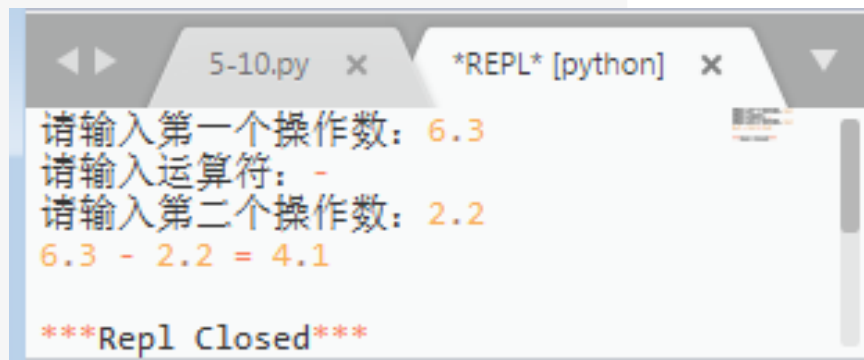 5-10.py × *REPL* [python] ×
请输入第一个操作数：6.3
请输入运算符：-
请输入第二个操作数：2.2
6.3 - 2.2 = 4.1
***Repl Closed***